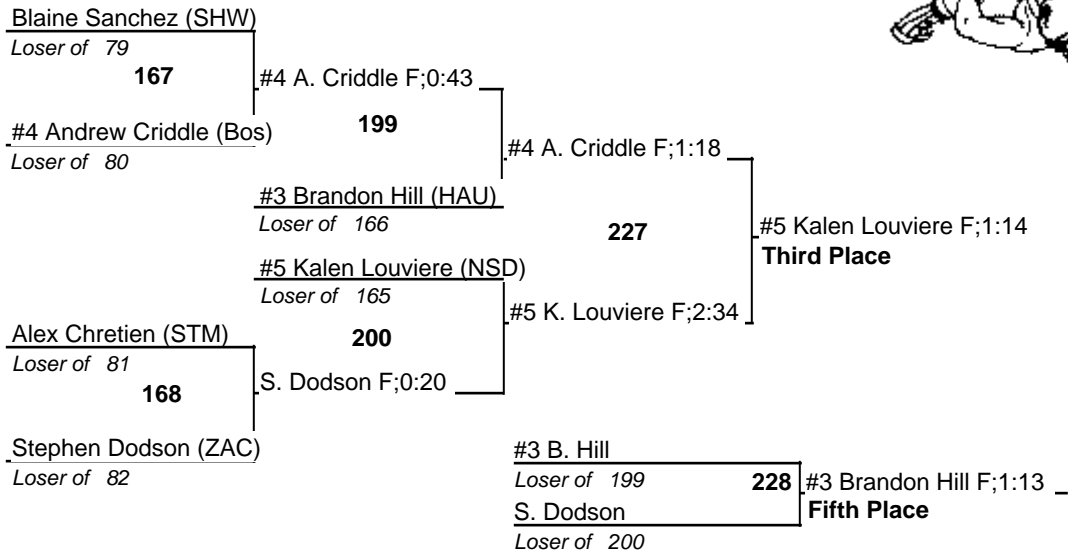 Blaine Sanchez (SHW)
Loser of 79
167
#4 A. Criddle F;0:43
#4 Andrew Criddle (Bos)
Loser of 80
199
#4 A. Criddle F;1:18
#3 Brandon Hill (HAU)
Loser of 166
227
#5 Kalen Louviere F;1:14
Third Place
#5 Kalen Louviere (NSD)
Loser of 165
#5 K. Louviere F;2:34
Alex Chretien (STM)
Loser of 81
200
168
S. Dodson F;0:20
Stephen Dodson (ZAC)
Loser of 82
#3 B. Hill
Loser of 199
228
#3 Brandon Hill F;1:13
Fifth Place
S. Dodson
Loser of 200